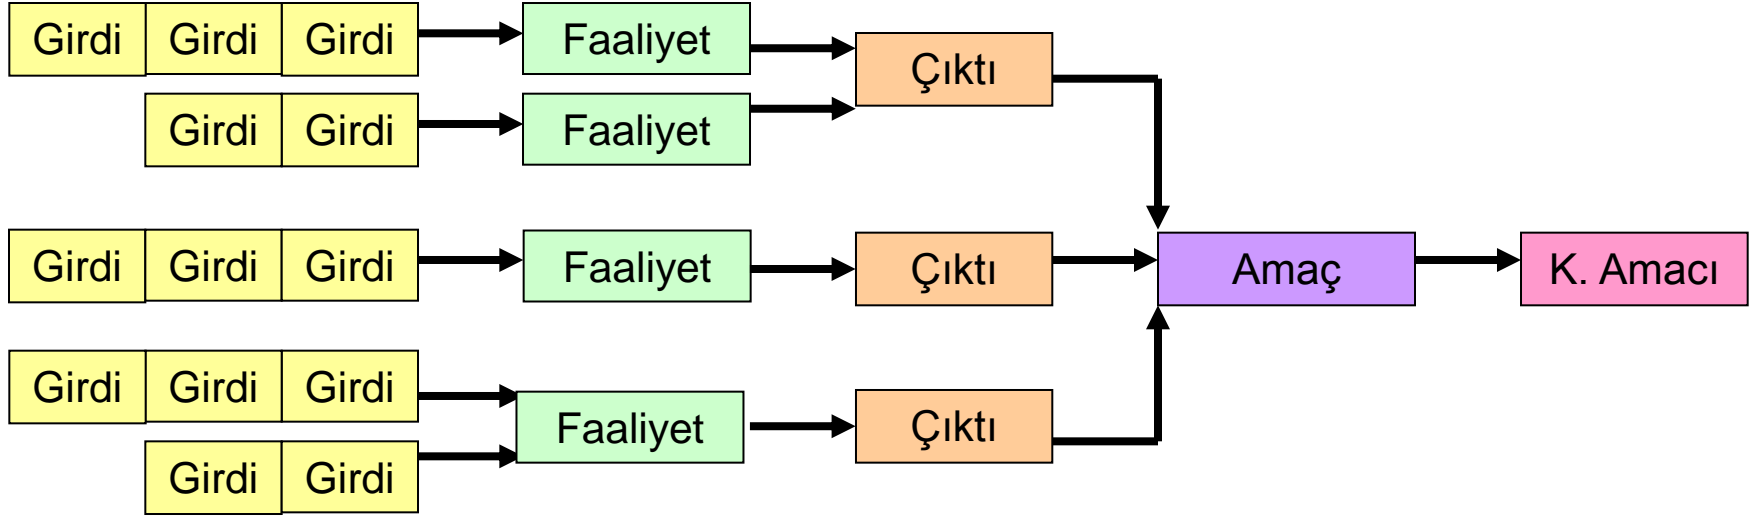 Girdi Girdi Girdi Faaliyet Çıktı
Girdi Girdi Faaliyet
Girdi Girdi Girdi Faaliyet Çıktı Amaç K. Amacı
Girdi Girdi Girdi Faaliyet Çıktı
Girdi Girdi